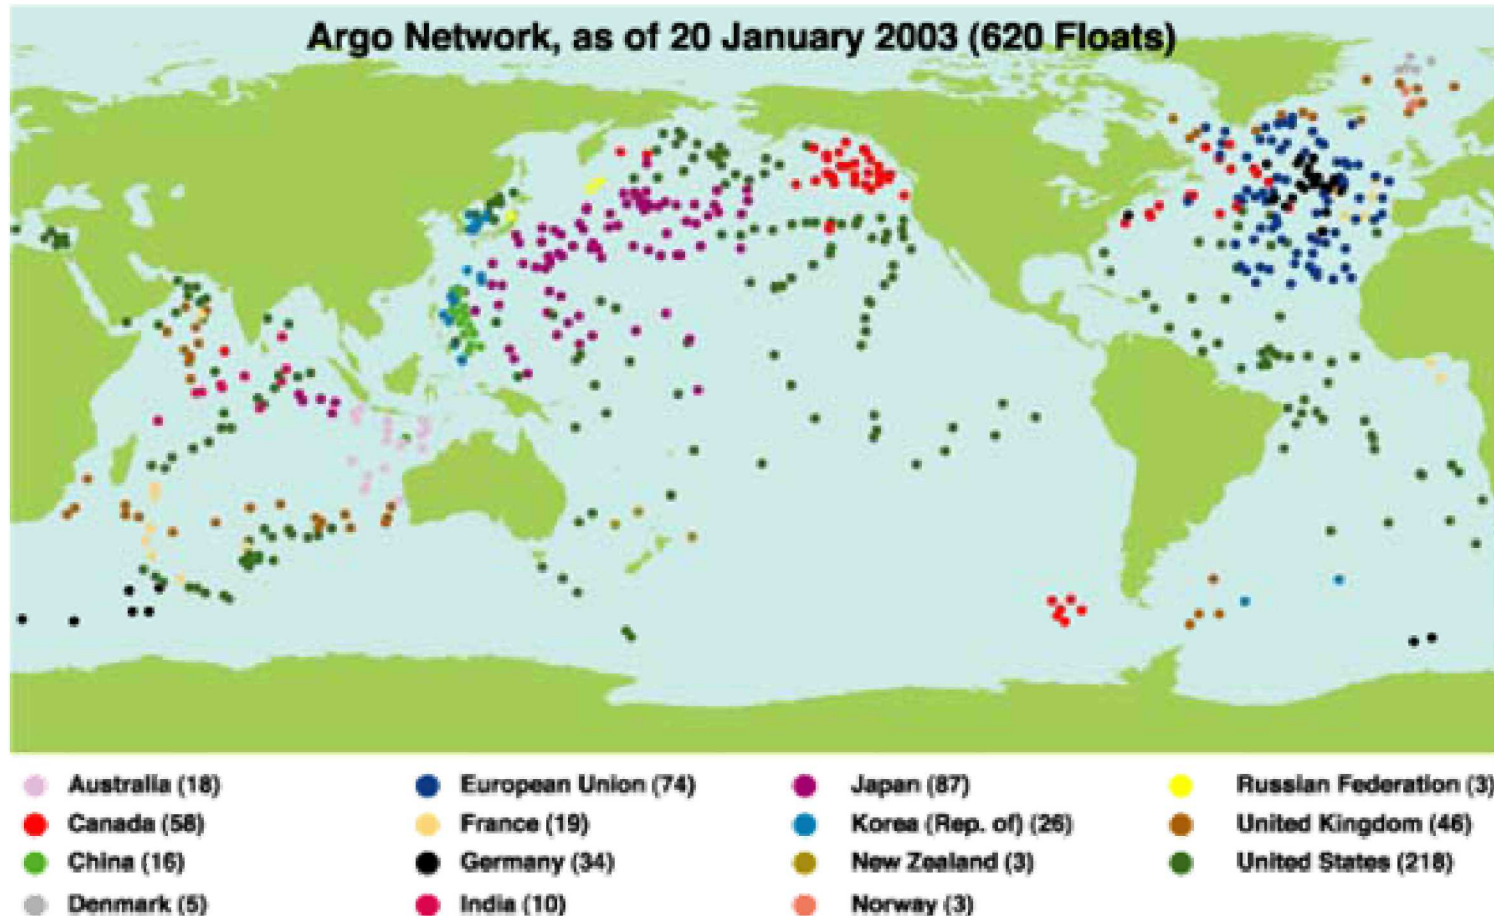 Argo Network, as of 20 January 2003 (620 Floats)
Australia (18)
European Union (74)
Japan (87)
Russian Federation (3)
Canada (58)
France (19)
Korea (Rep. of) (26)
United Kingdom (46)
China (16)
Germany (34)
New Zealand (3)
United States (218)
Denmark (5)
India (10)
Norway (3)